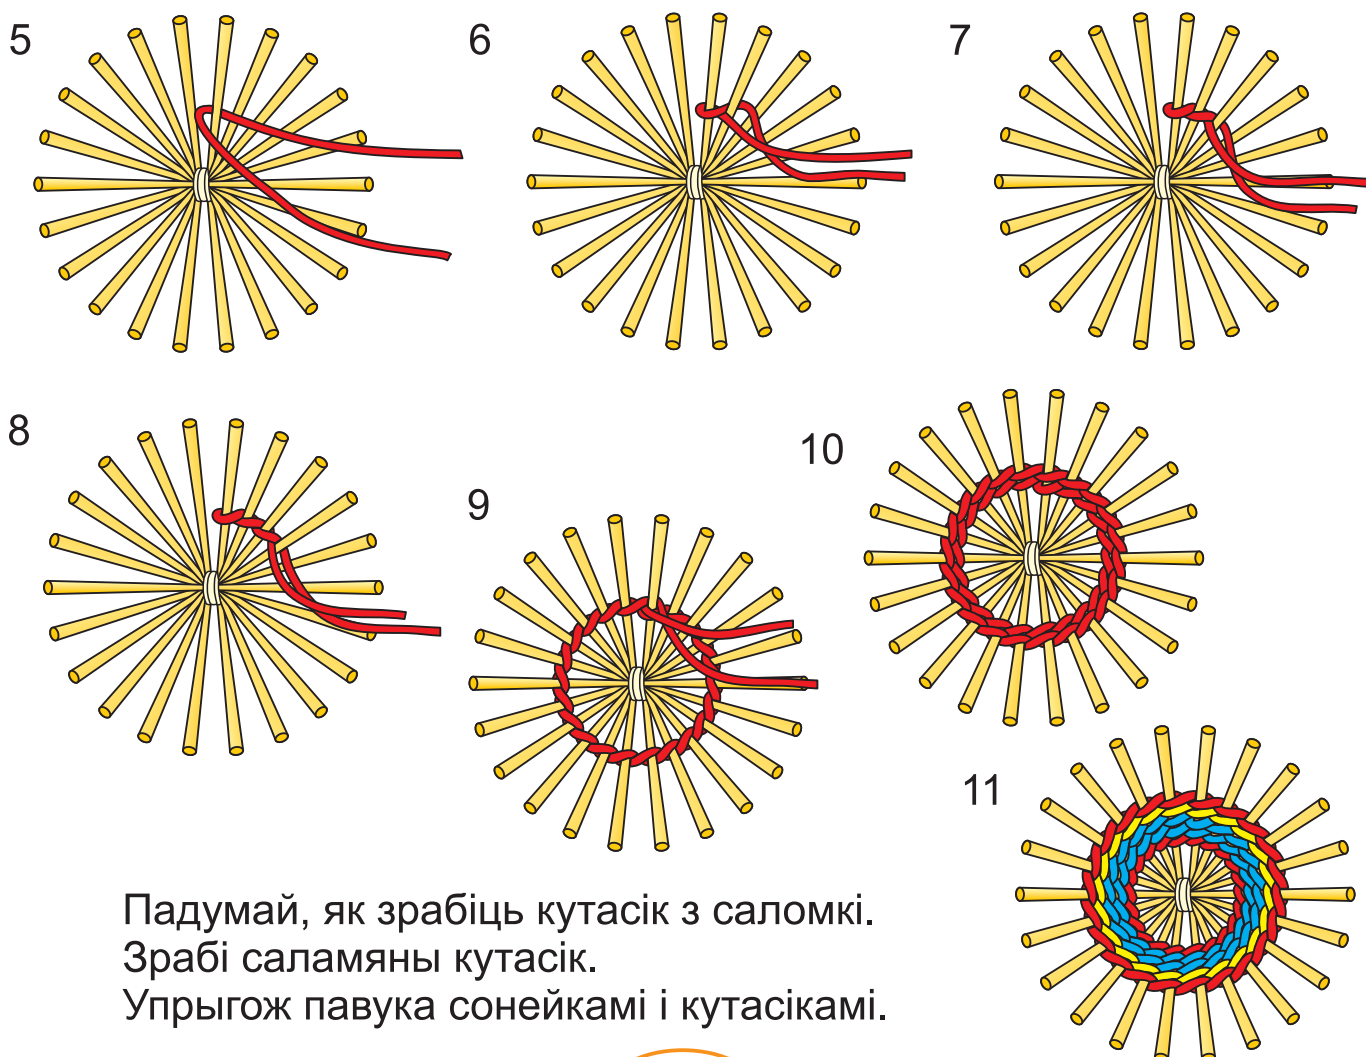 5
6
7
8
9
10
11
Падумай, як зрабіць кутасік з саломкі.
Зрабі саламяны кутасік.
Упрыгож павука сонейкамі і кутасікамі.